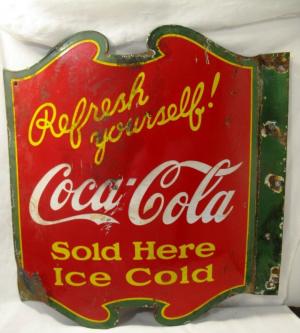 Refresh
yourself!
Coca-Cola
Sold Here
Ice Cold